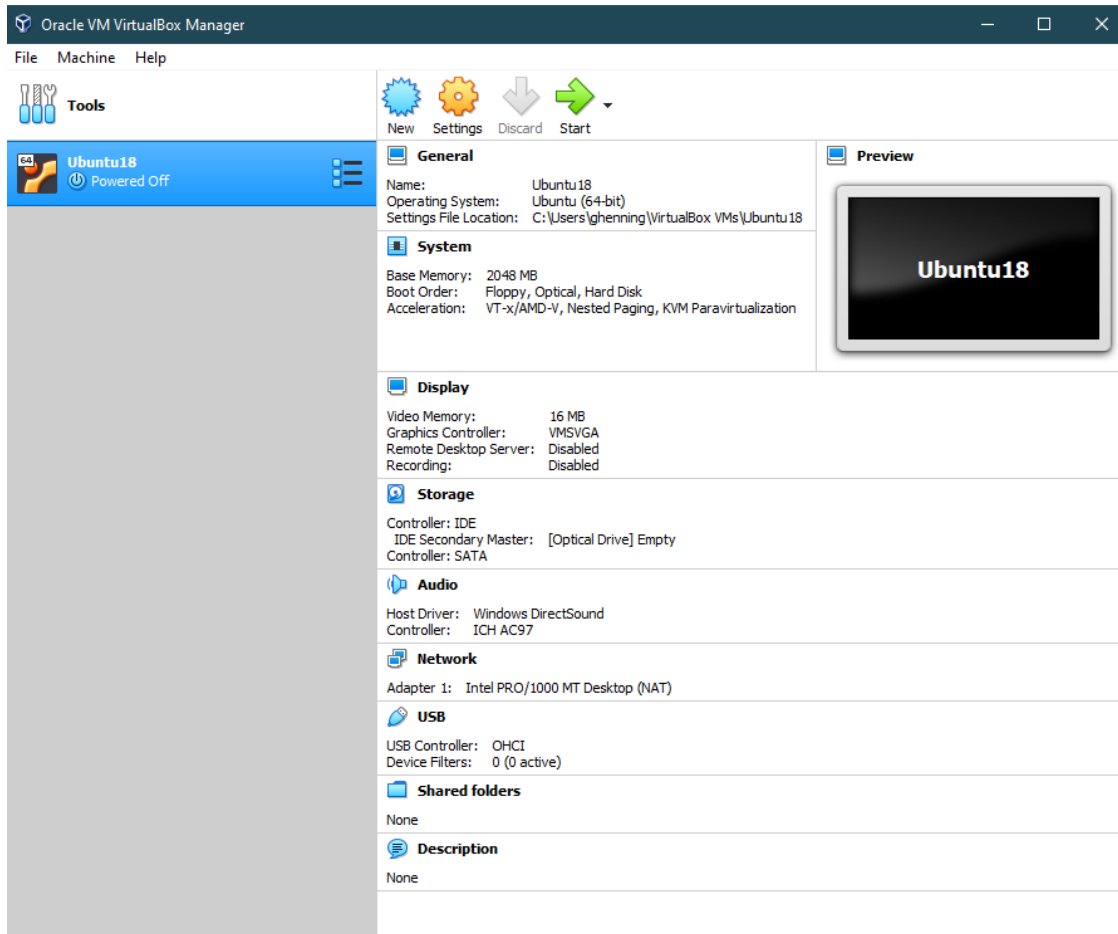 Oracle VM VirtualBox Manager
File Machine Help
Tools
New Settings Discard Start
64
Ubuntu18
Powered Off
General
Name: Ubuntu18
Operating System: Ubuntu (64-bit)
Settings File Location: C:\Users\ghenning\VirtualBox VMs\Ubuntu18
Preview
Ubuntu18
System
Base Memory: 2048 MB
Boot Order: Floppy, Optical, Hard Disk
Acceleration: VT-x/AMD-V, Nested Paging, KVM Paravirtualization
Display
Video Memory: 16 MB
Graphics Controller: VMSVGA
Remote Desktop Server: Disabled
Recording: Disabled
Storage
Controller: IDE
IDE Secondary Master: [Optical Drive] Empty
Controller: SATA
Audio
Host Driver: Windows DirectSound
Controller: ICH AC97
Network
Adapter 1: Intel PRO/1000 MT Desktop (NAT)
USB
USB Controller: OHCI
Device Filters: 0 (0 active)
Shared folders
None
Description
None